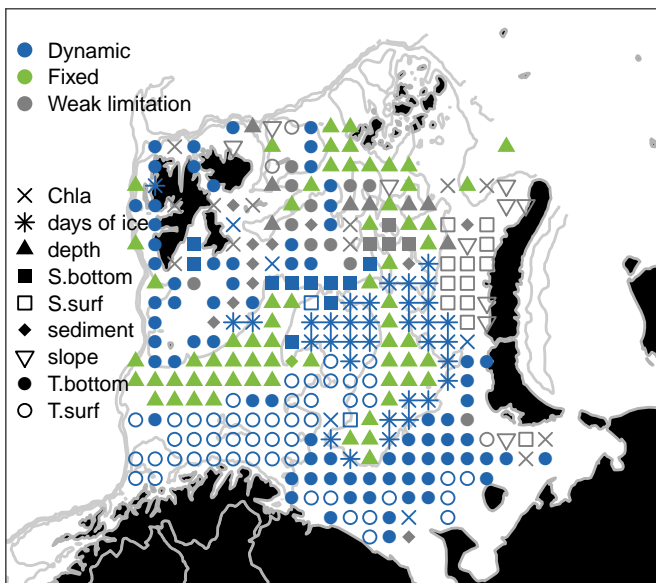 Dynamic
Fixed
Weak limitation
Chla
days of ice
depth
S.bottom
S.surf
sediment
slope
T.bottom
T.surf